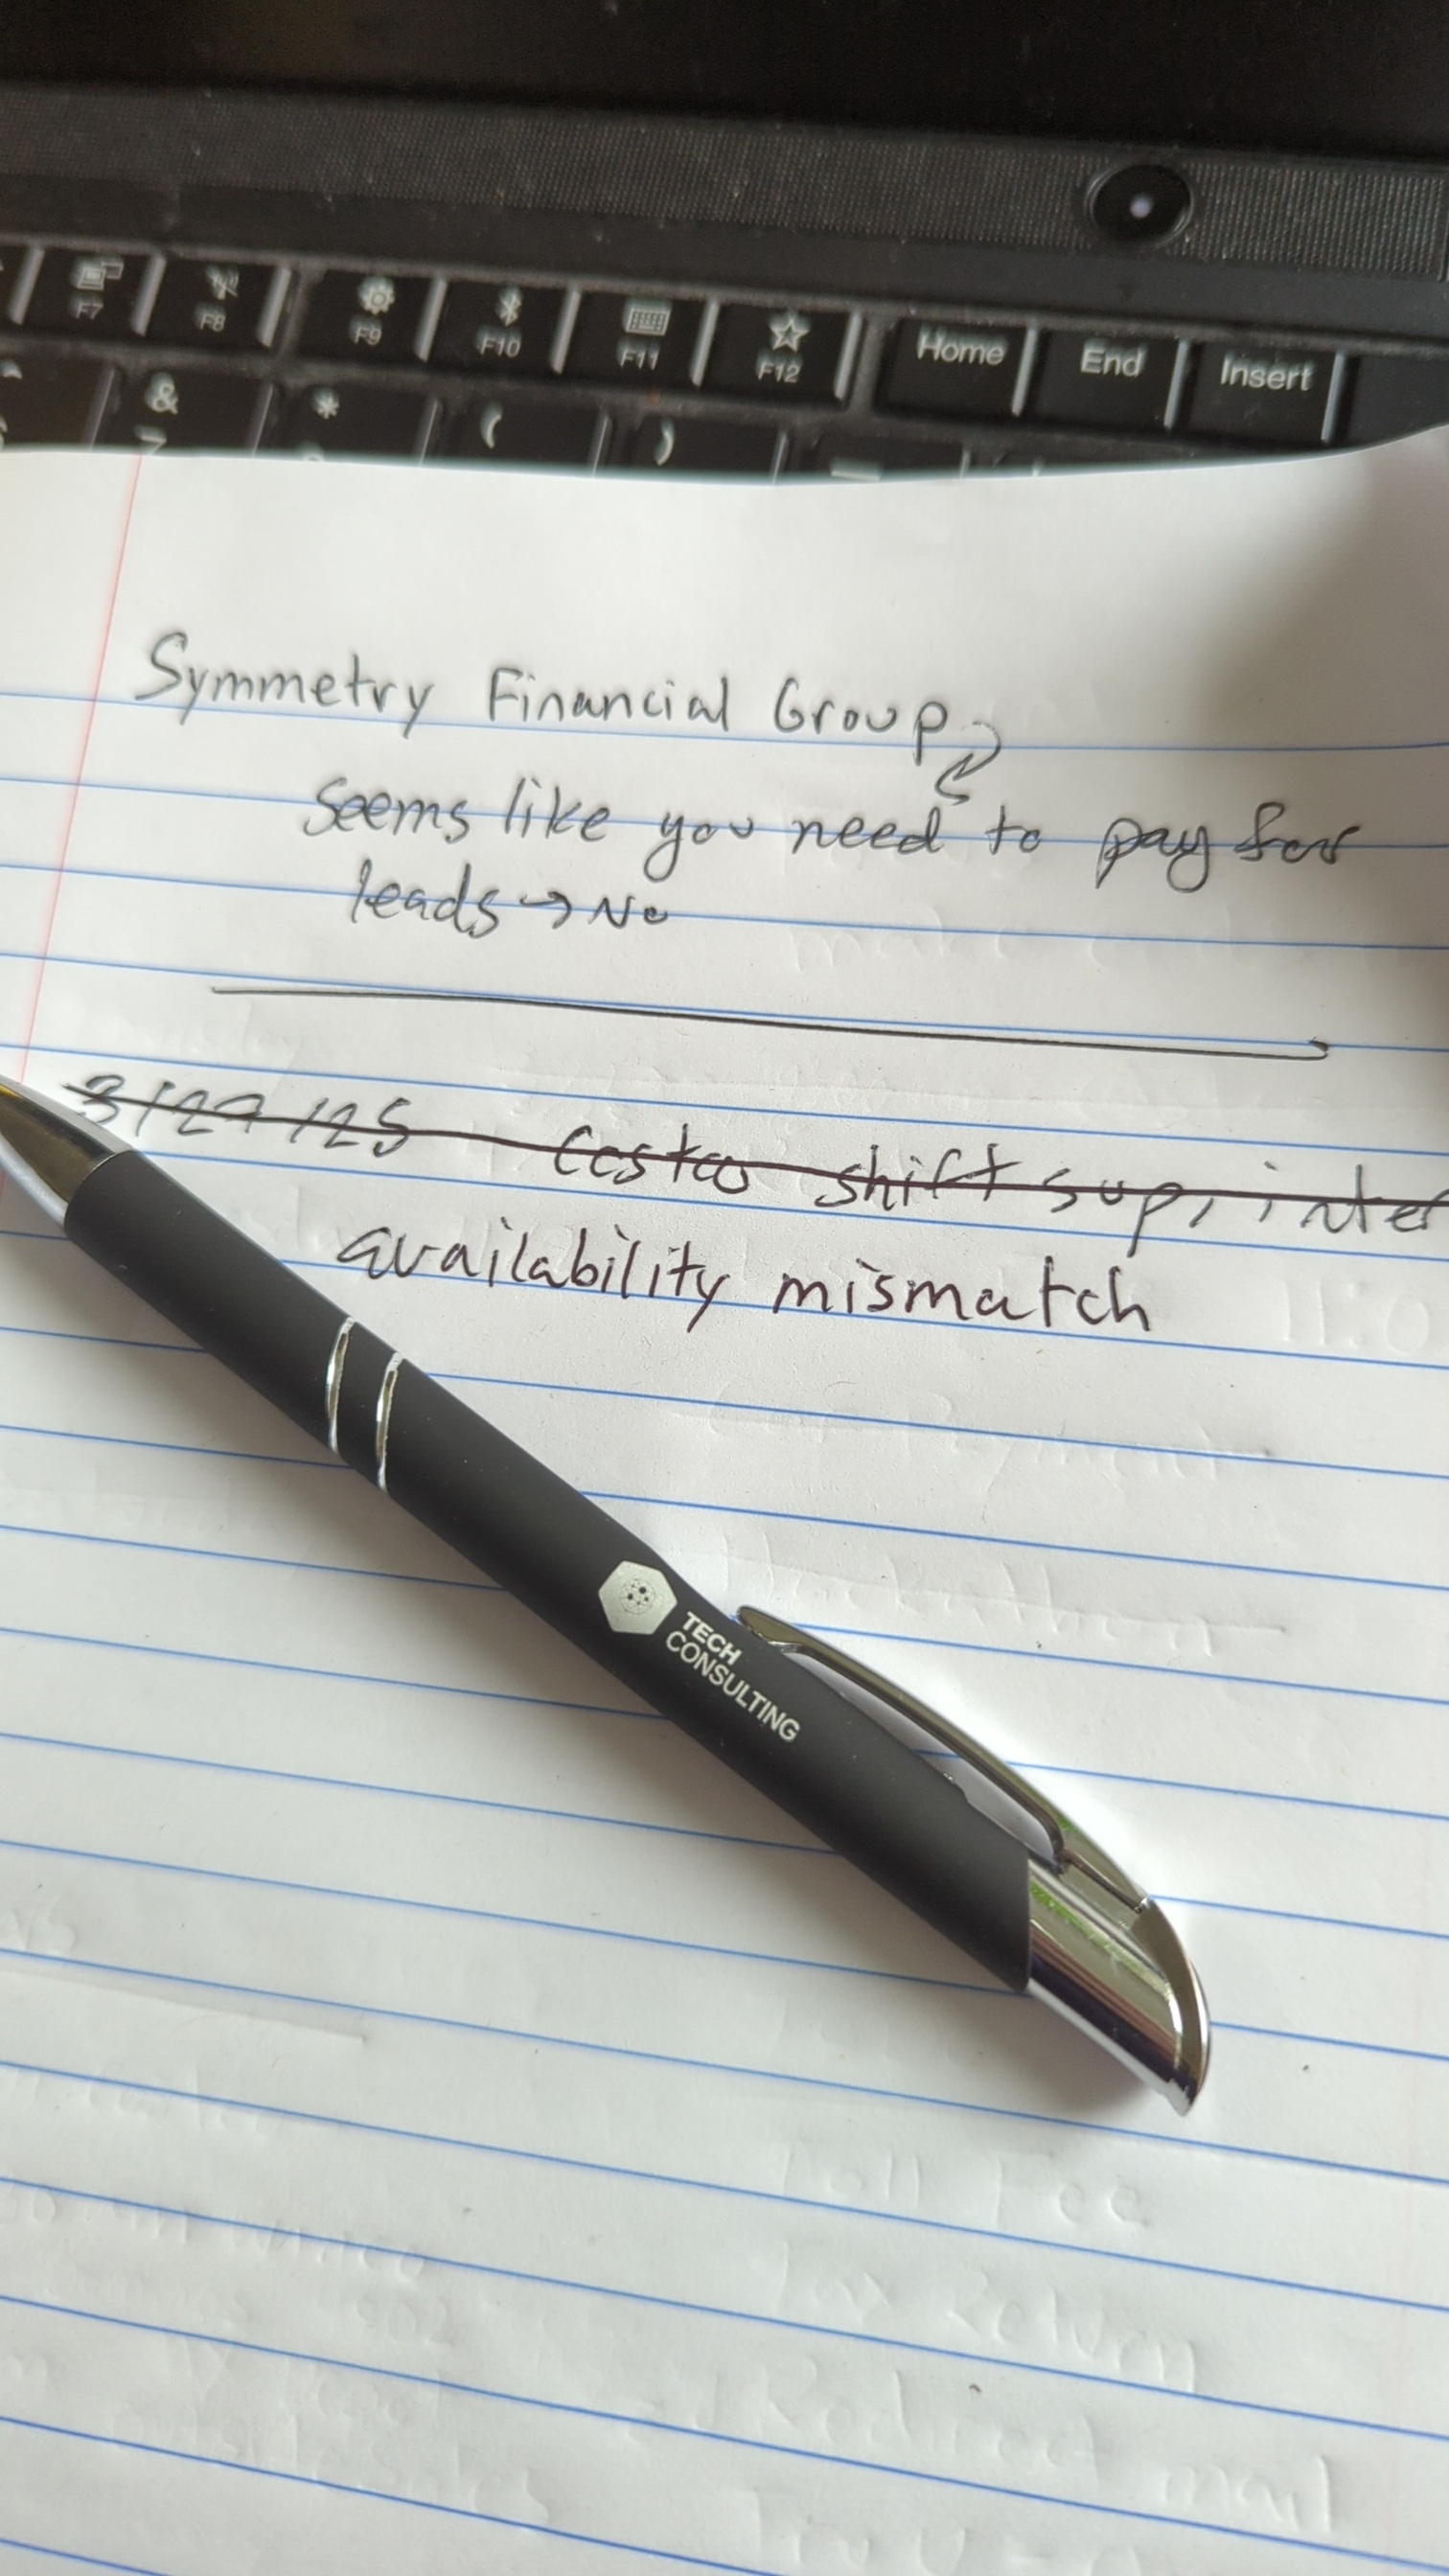 F7 F8 F9 F10 F11 F12 Home End Insert
& * ( )
7
Symmetry Financial Group
Seems like you need to pay for
leads → No
3/27/25 Costco shift sup, inter
availability mismatch
TECH
CONSULTING